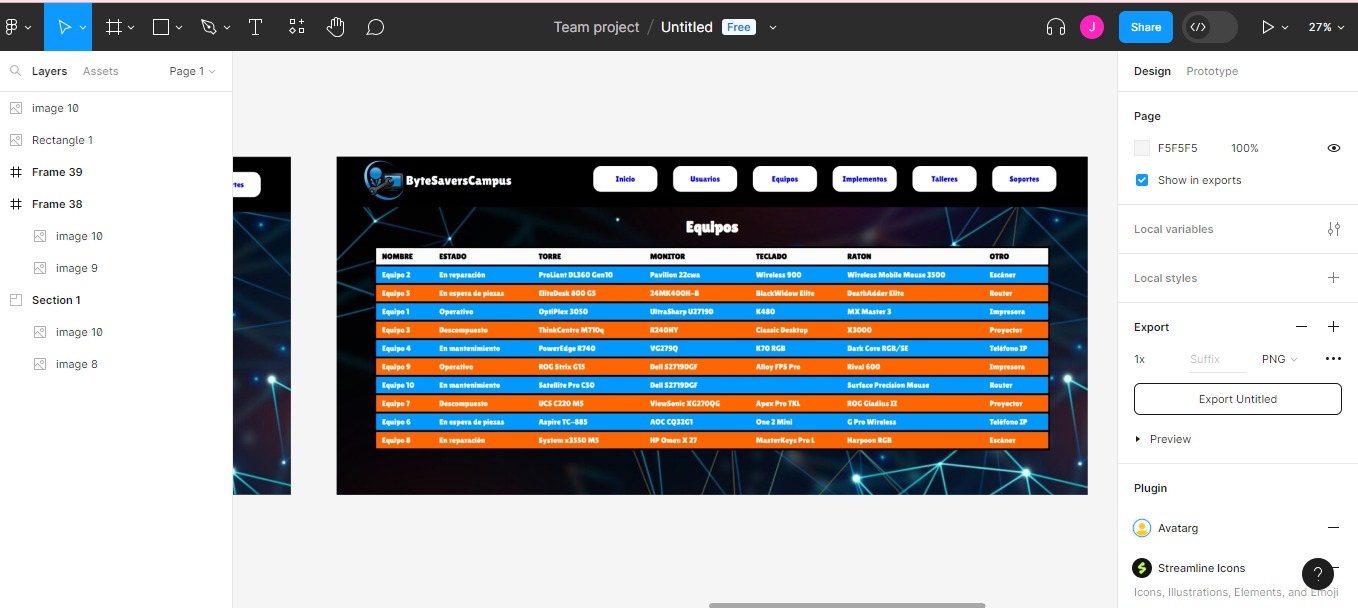 Team project / Untitled Free
J
Share
27%
Layers Assets Page 1
image 10
Rectangle 1
Frame 39
Frame 38
image 10
image 9
Section 1
image 10
image 8
ByteSaversCampus
Inicio Usuarios Equipos Implementos Talleres Soportes
Equipos
NOMBRE ESTADO TORRE MONITOR TECLADO RATON OTRO
Equipo 2 En reparación ProLiant DL360 Gen10 Pavilion 22cwa Wireless 900 Wireless Mobile Mouse 3500 Escáner
Equipo 5 En espera de piezas EliteDesk 800 G5 24MK400H-B BlackWidow Elite DeathAdder Elite Router
Equipo 1 Operativo OptiPlex 3050 UltraSharp U2719D K480 MX Master 3 Impresora
Equipo 3 Descompuesto ThinkCentre M710q R240HY Classic Desktop X3000 Proyector
Equipo 4 En mantenimiento PowerEdge R740 VG279Q K70 RGB Dark Core RGB/SE Teléfono IP
Equipo 9 Operativo ROG Strix G15 Dell S2719DGF Alloy FPS Pro Rival 600 Impresora
Equipo 10 En mantenimiento Satellite Pro C50 Dell S2719DGF Surface Precision Mouse Router
Equipo 7 Descompuesto UCS C220 M5 ViewSonic XG270QG Apex Pro TKL ROG Gladius II Proyector
Equipo 6 En espera de piezas Aspire TC-885 AOC CQ32G1 One 2 Mini G Pro Wireless Teléfono IP
Equipo 8 En reparación System x3550 M5 HP Omen X 27 MasterKeys Pro L Harpoon RGB Escáner
Design Prototype
Page
F5F5F5 100%
Show in exports
Local variables
Local styles
Export
1x Suffix PNG
Export Untitled
Preview
Plugin
Avatarg
Streamline Icons
?
Icons, Illustrations, Elements, and Emoji